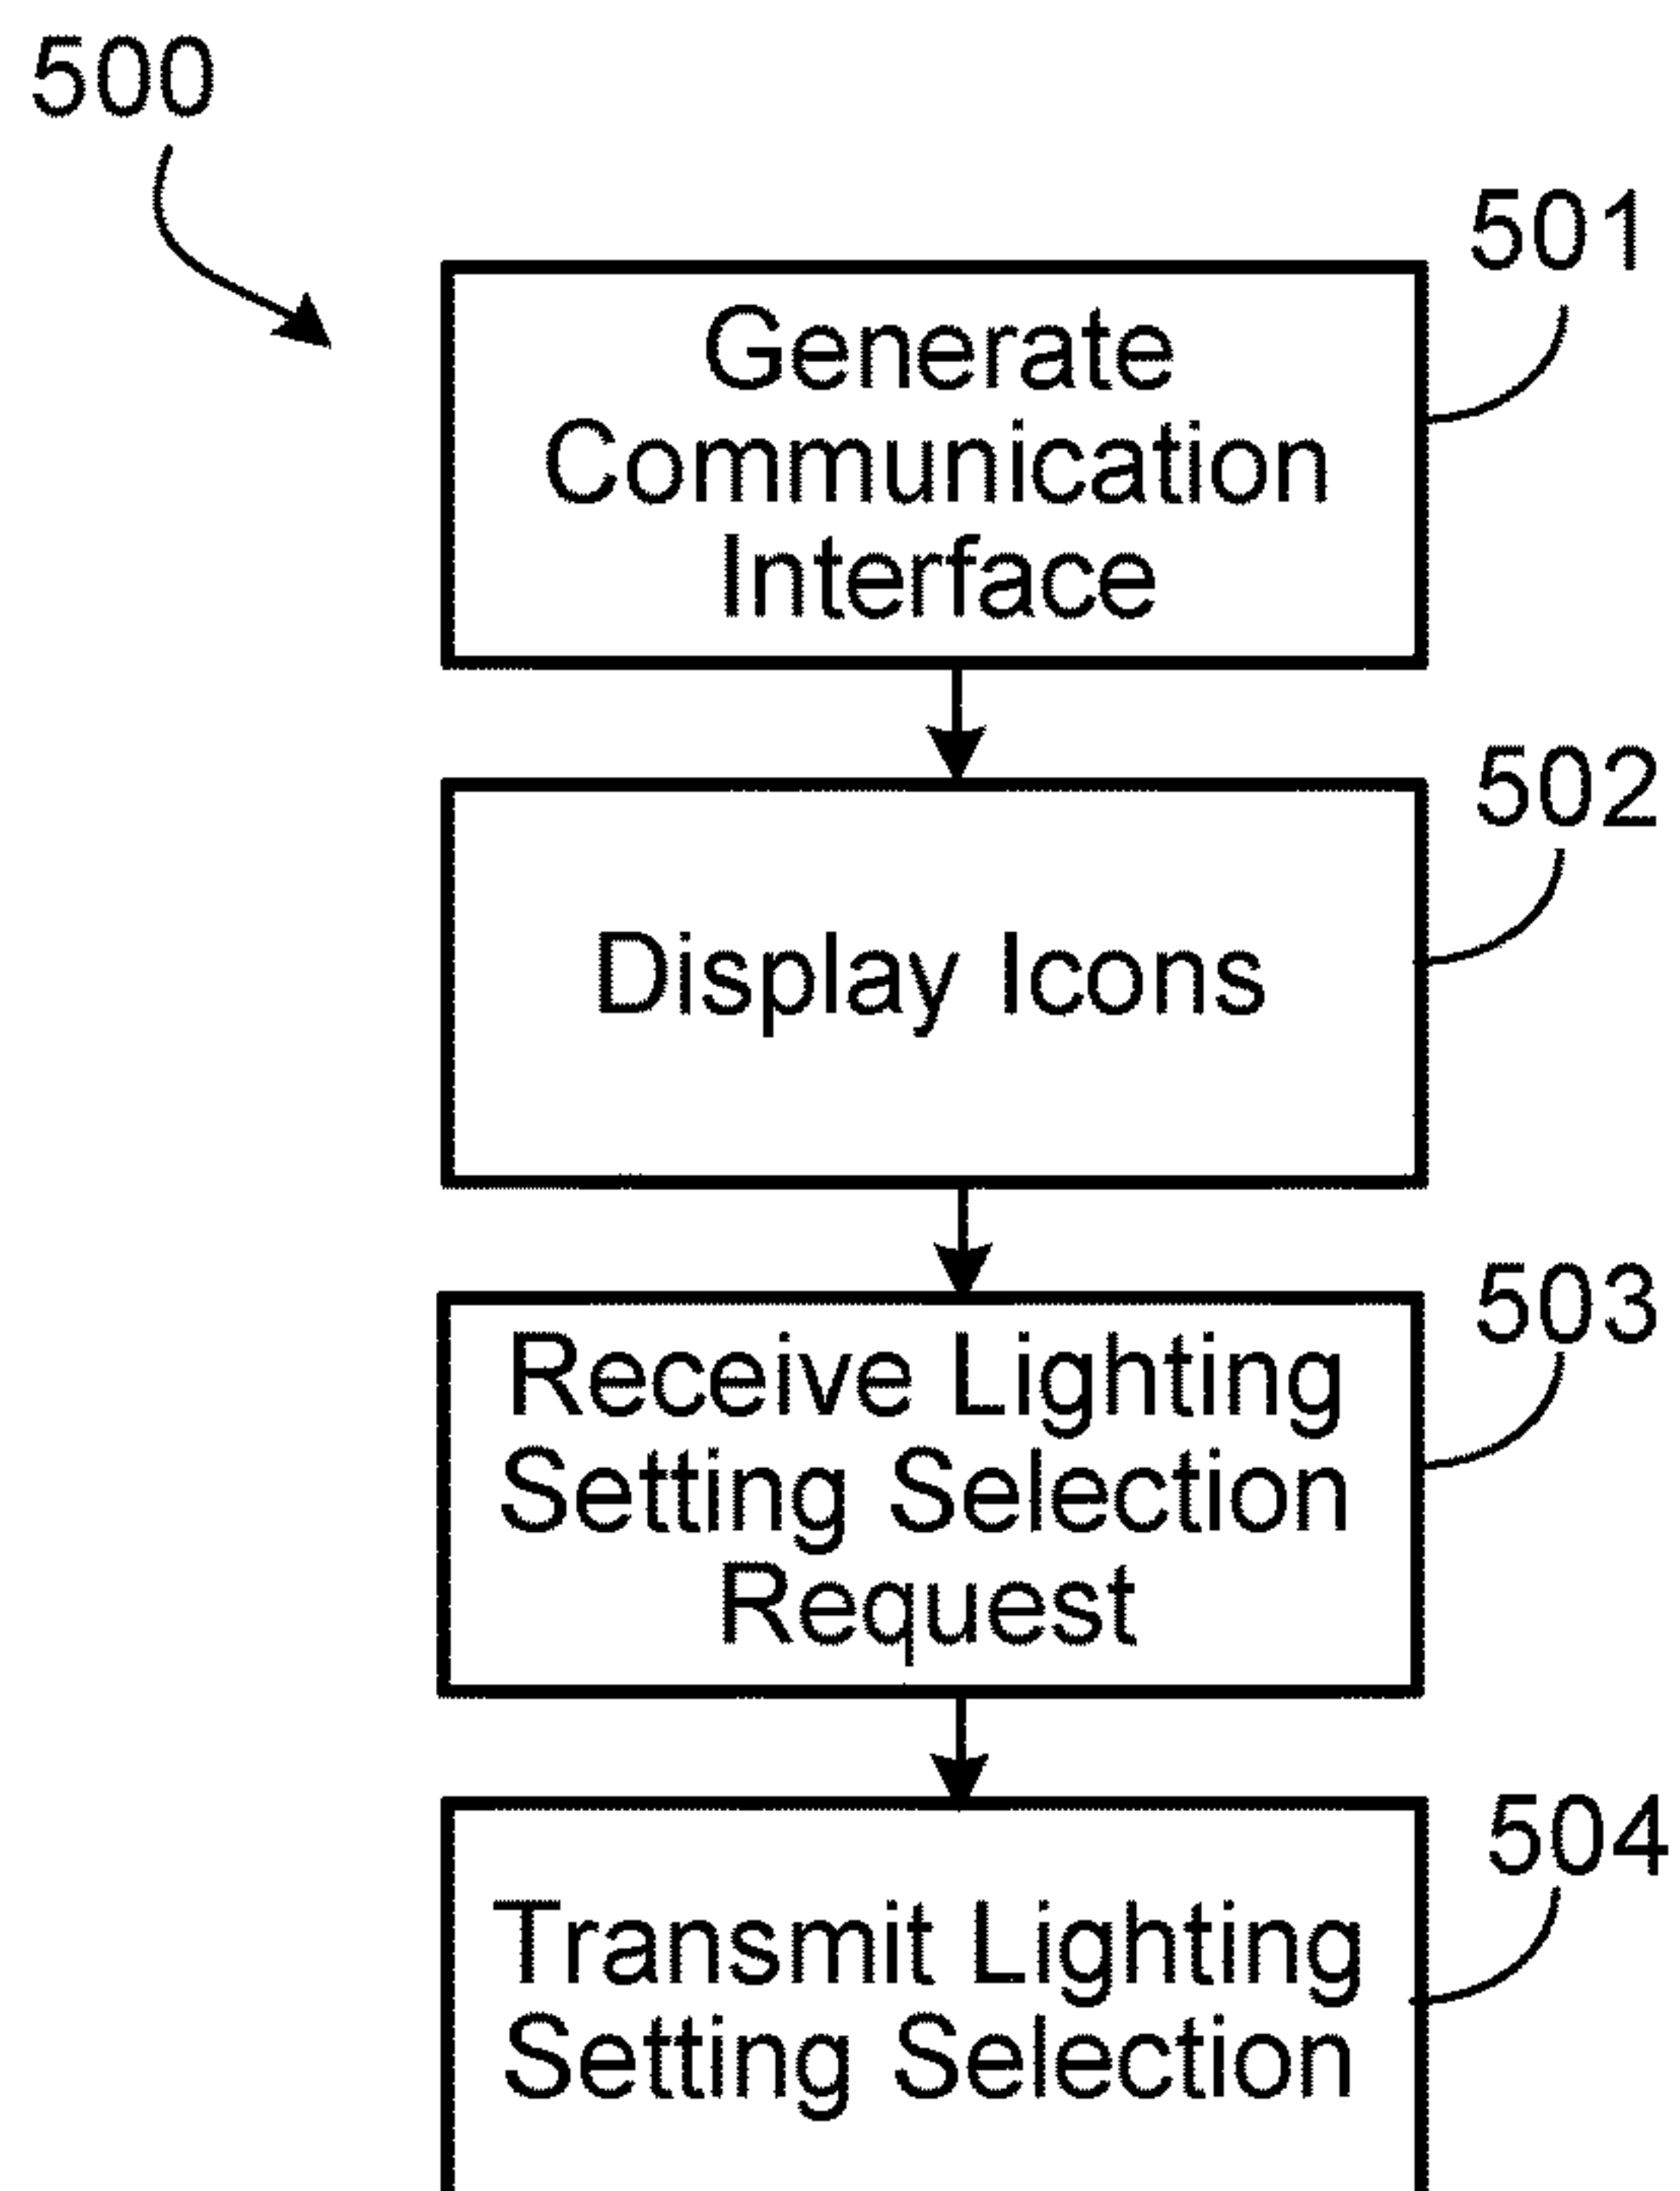 500
501
Generate
Communication
Interface
502
Display Icons
503
Receive Lighting
Setting Selection
Request
504
Transmit Lighting
Setting Selection